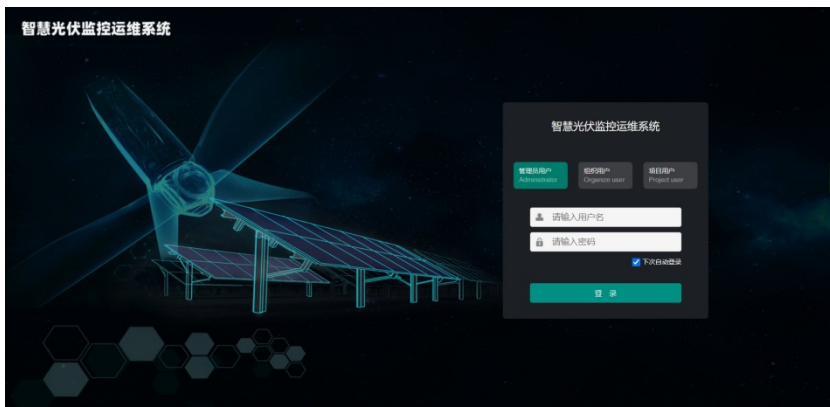 智慧光伏监控运维系统
智慧光伏监控运维系统
管理员用户 组织用户 项目用户
Administrator Organize user Project user
请输入用户名
请输入密码
下次自动登录
登 录